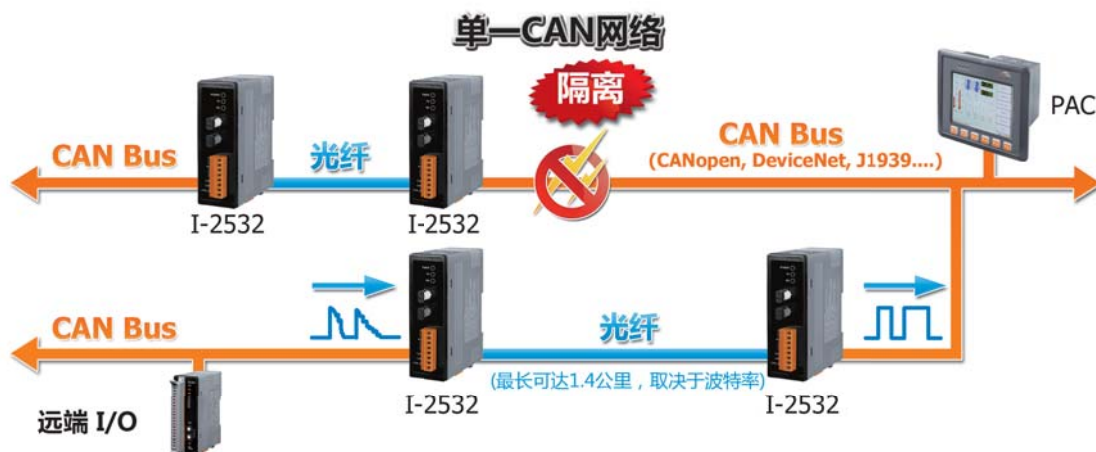 单一CAN网络
隔离
PAC
CAN Bus
光纤
CAN Bus
(CANopen, DeviceNet, J1939....)
I-2532
I-2532
CAN Bus
光纤
(最长可达1.4公里，取决于波特率)
I-2532
I-2532
远端 I/O